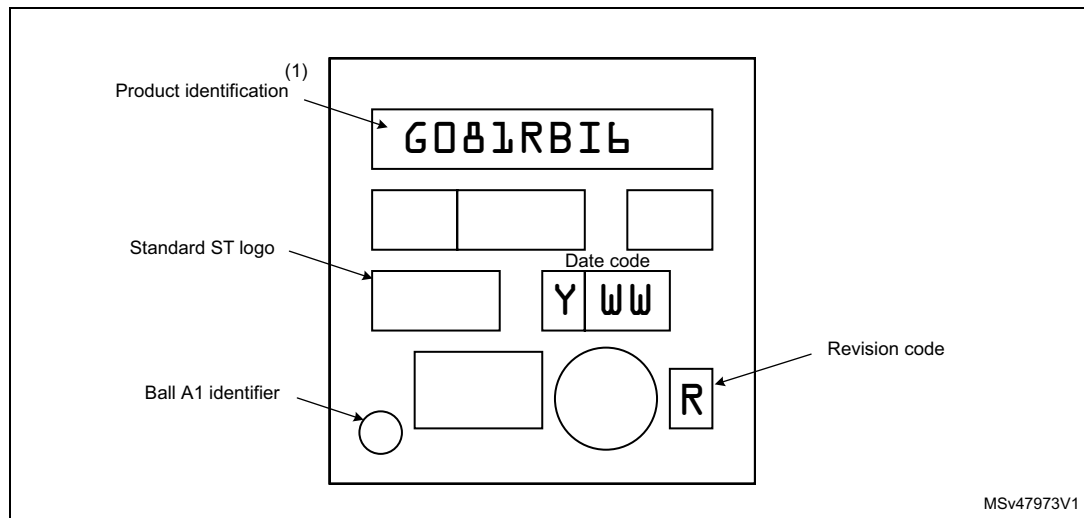 (1)
Product identification
G081RBI6
Standard ST logo
Date code
Y WW
Revision code
Ball A1 identifier
R
MSv47973V1